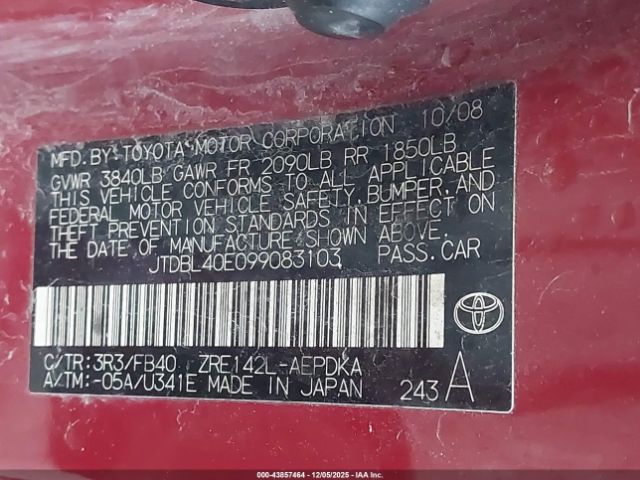 MFD. BY: TOYOTA MOTOR CORPORATION 10/08
GVWR 3840LB GAWR FR 2090LB RR 1850LB
THIS VEHICLE CONFORMS TO ALL APPLICABLE
FEDERAL MOTOR VEHICLE SAFETY, BUMPER, AND
THEFT PREVENTION STANDARDS IN EFFECT ON
THE DATE OF MANUFACTURE SHOWN ABOVE.
JTDBL40E099083103 PASS. CAR
C/TR: 3R3/FB40 ZRE142L-AEPDKA
A/TM: -05A/U341E MADE IN JAPAN 243 A
000-43857464 - 12/05/2025 - IAA Inc.